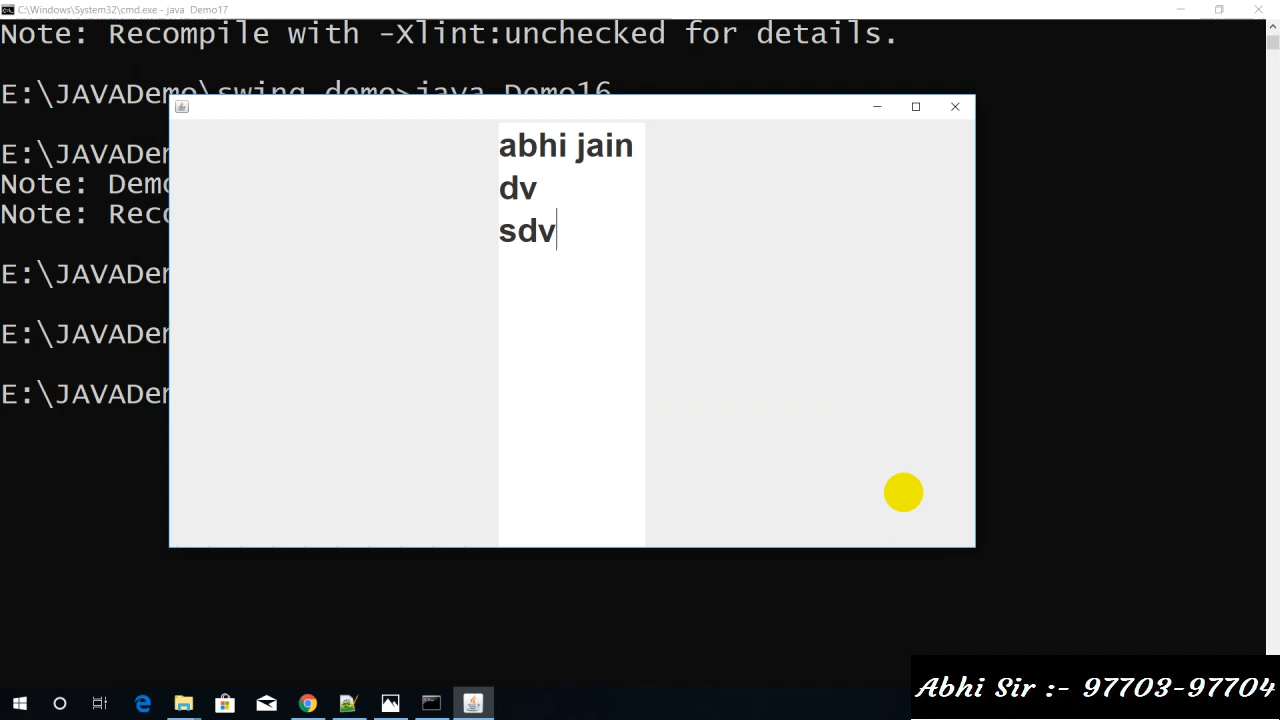 C:\Windows\System32\cmd.exe - java Demo17
Note: Recompile with -Xlint:unchecked for details.
E:\JAVADemo\swing demo>java Demo16
E:\JAVADem
Note: Demo
Note: Reco
E:\JAVADem
E:\JAVADem
E:\JAVADem
abhi jain
dv
sdv
Abhi Sir :- 97703-97704